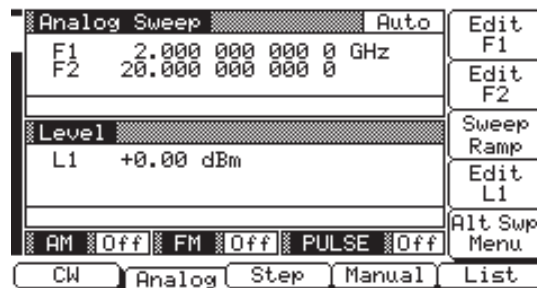 Analog Sweep Auto
F1 2.000 000 000 0 GHz
F2 20.000 000 000 0
Level
L1 +0.00 dBm
AM Off FM Off PULSE Off
Edit
F1
Edit
F2
Sweep
Ramp
Edit
L1
Alt Swp
Menu
CW Analog Step Manual List